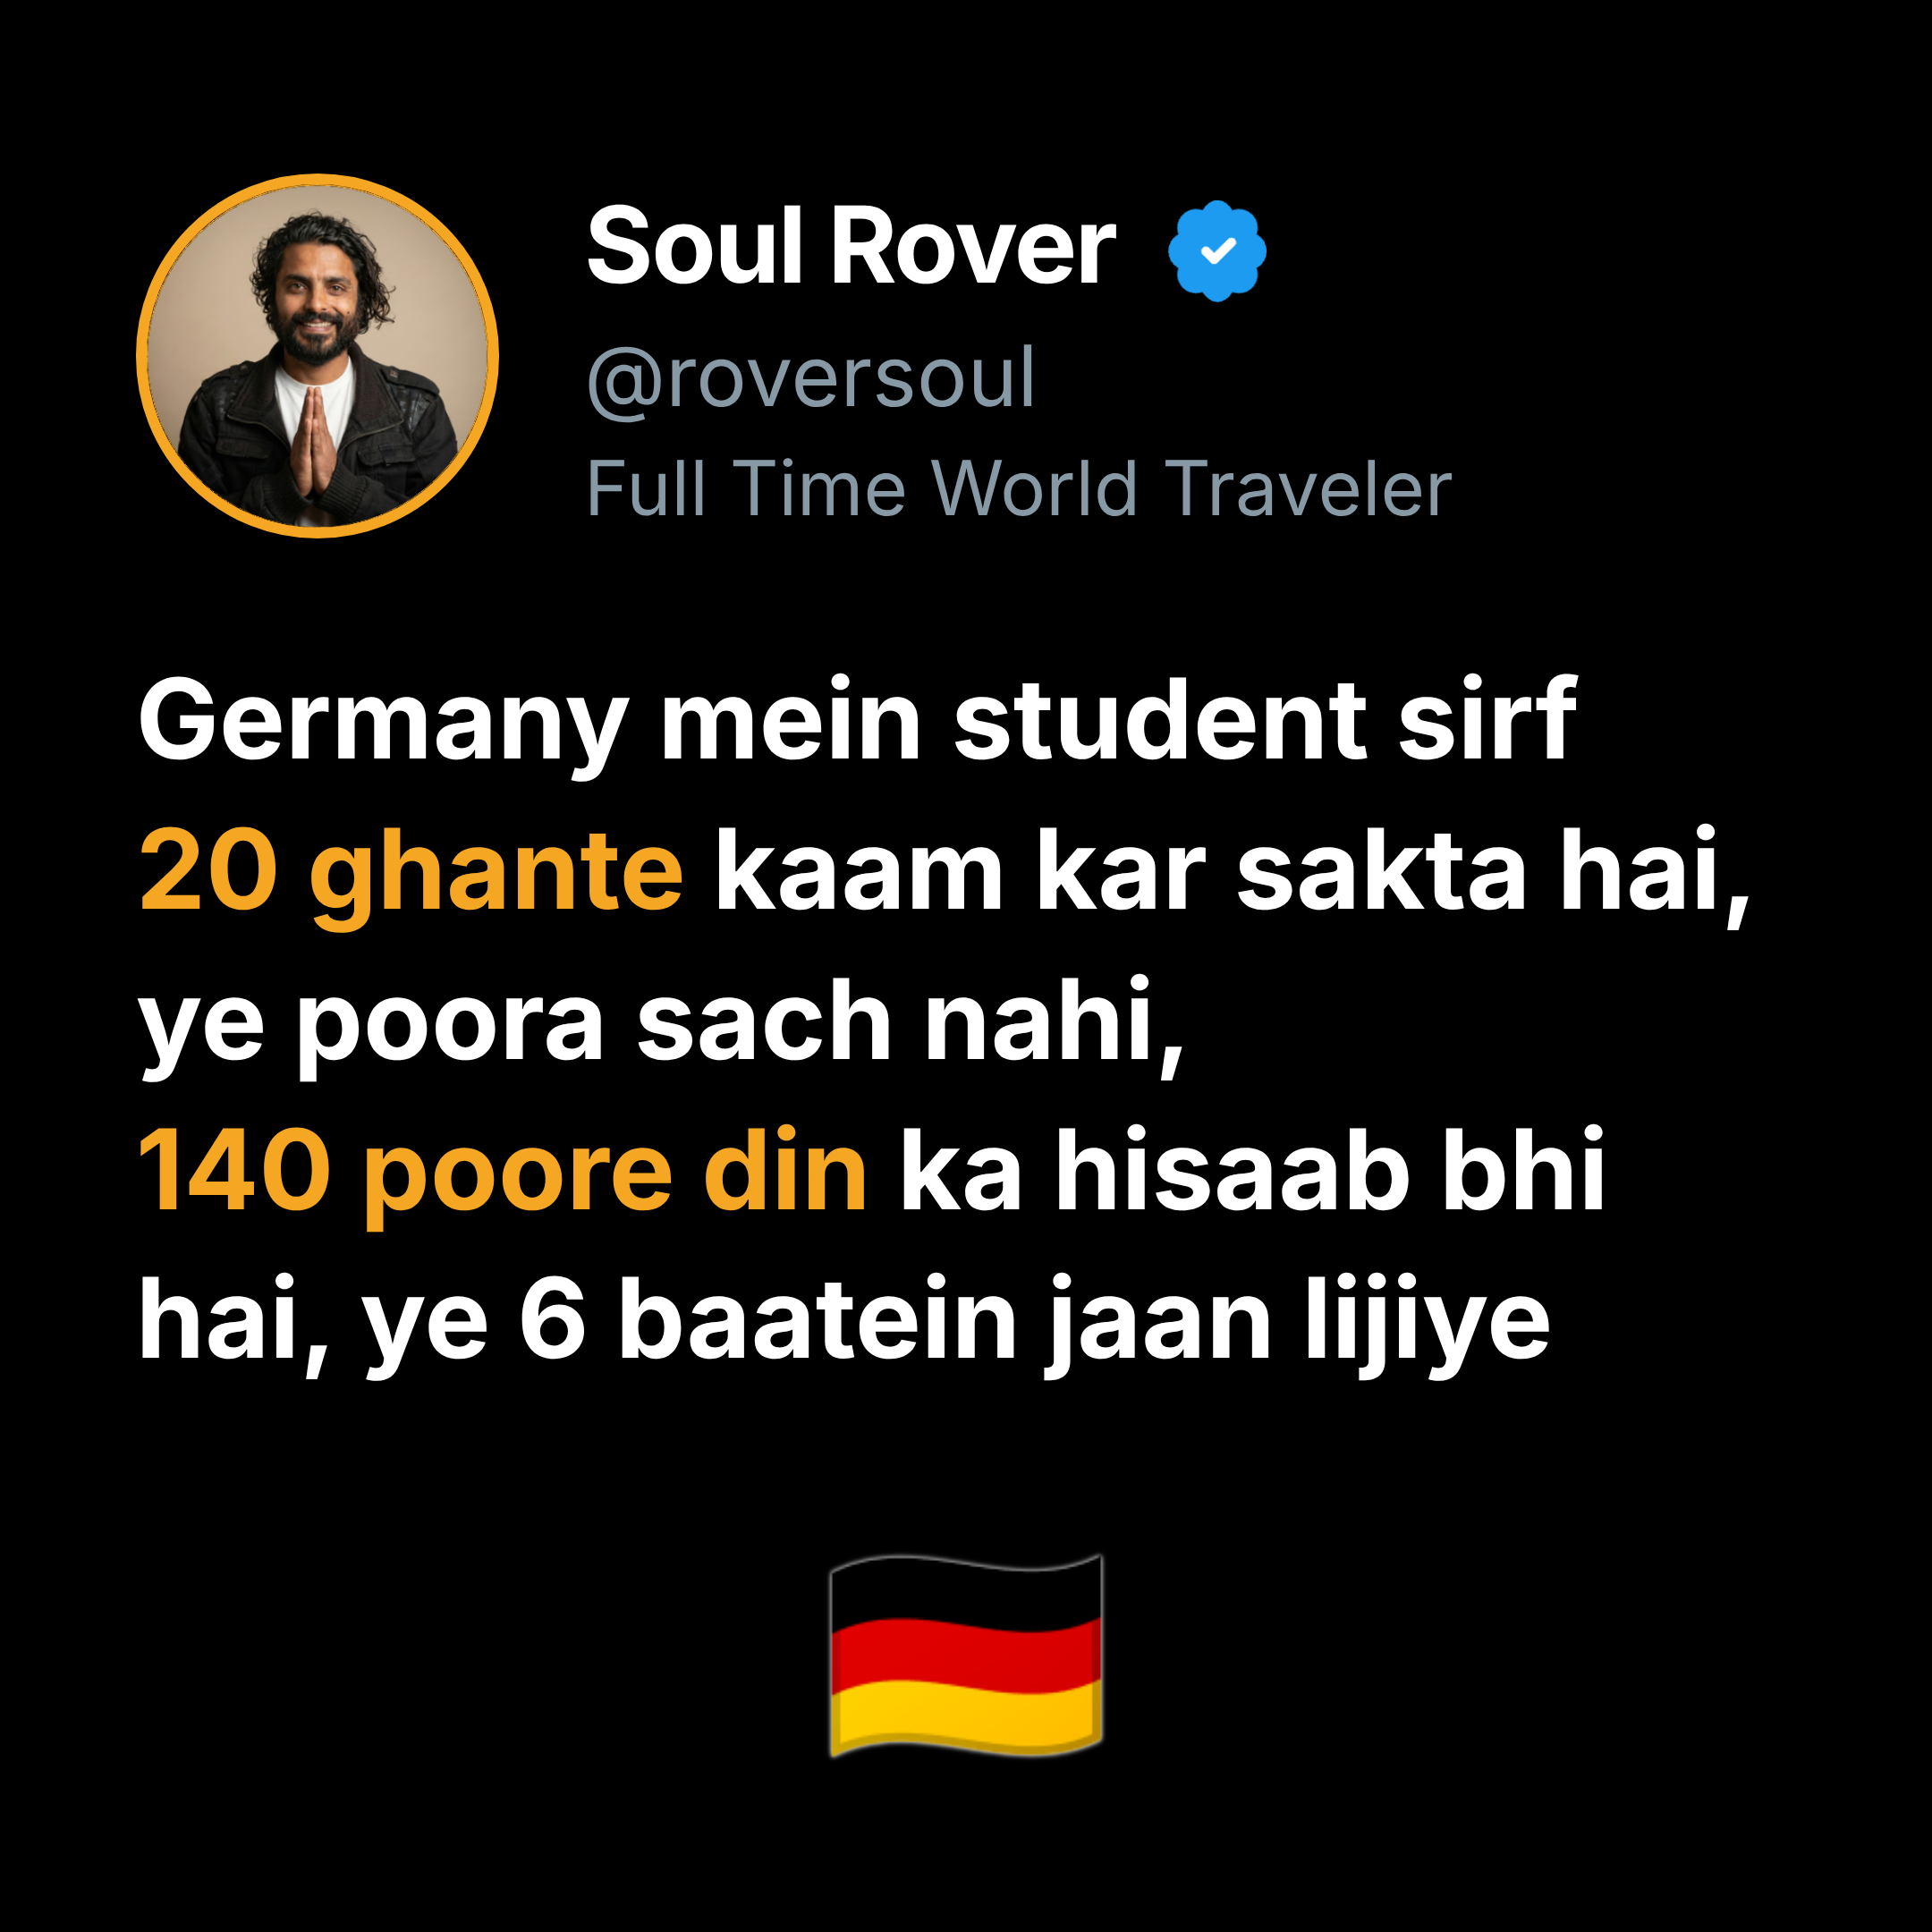 Soul Rover
@roversoul
Full Time World Traveler
Germany mein student sirf
20 ghante kaam kar sakta hai,
ye poora sach nahi,
140 poore din ka hisaab bhi
hai, ye 6 baatein jaan lijiye